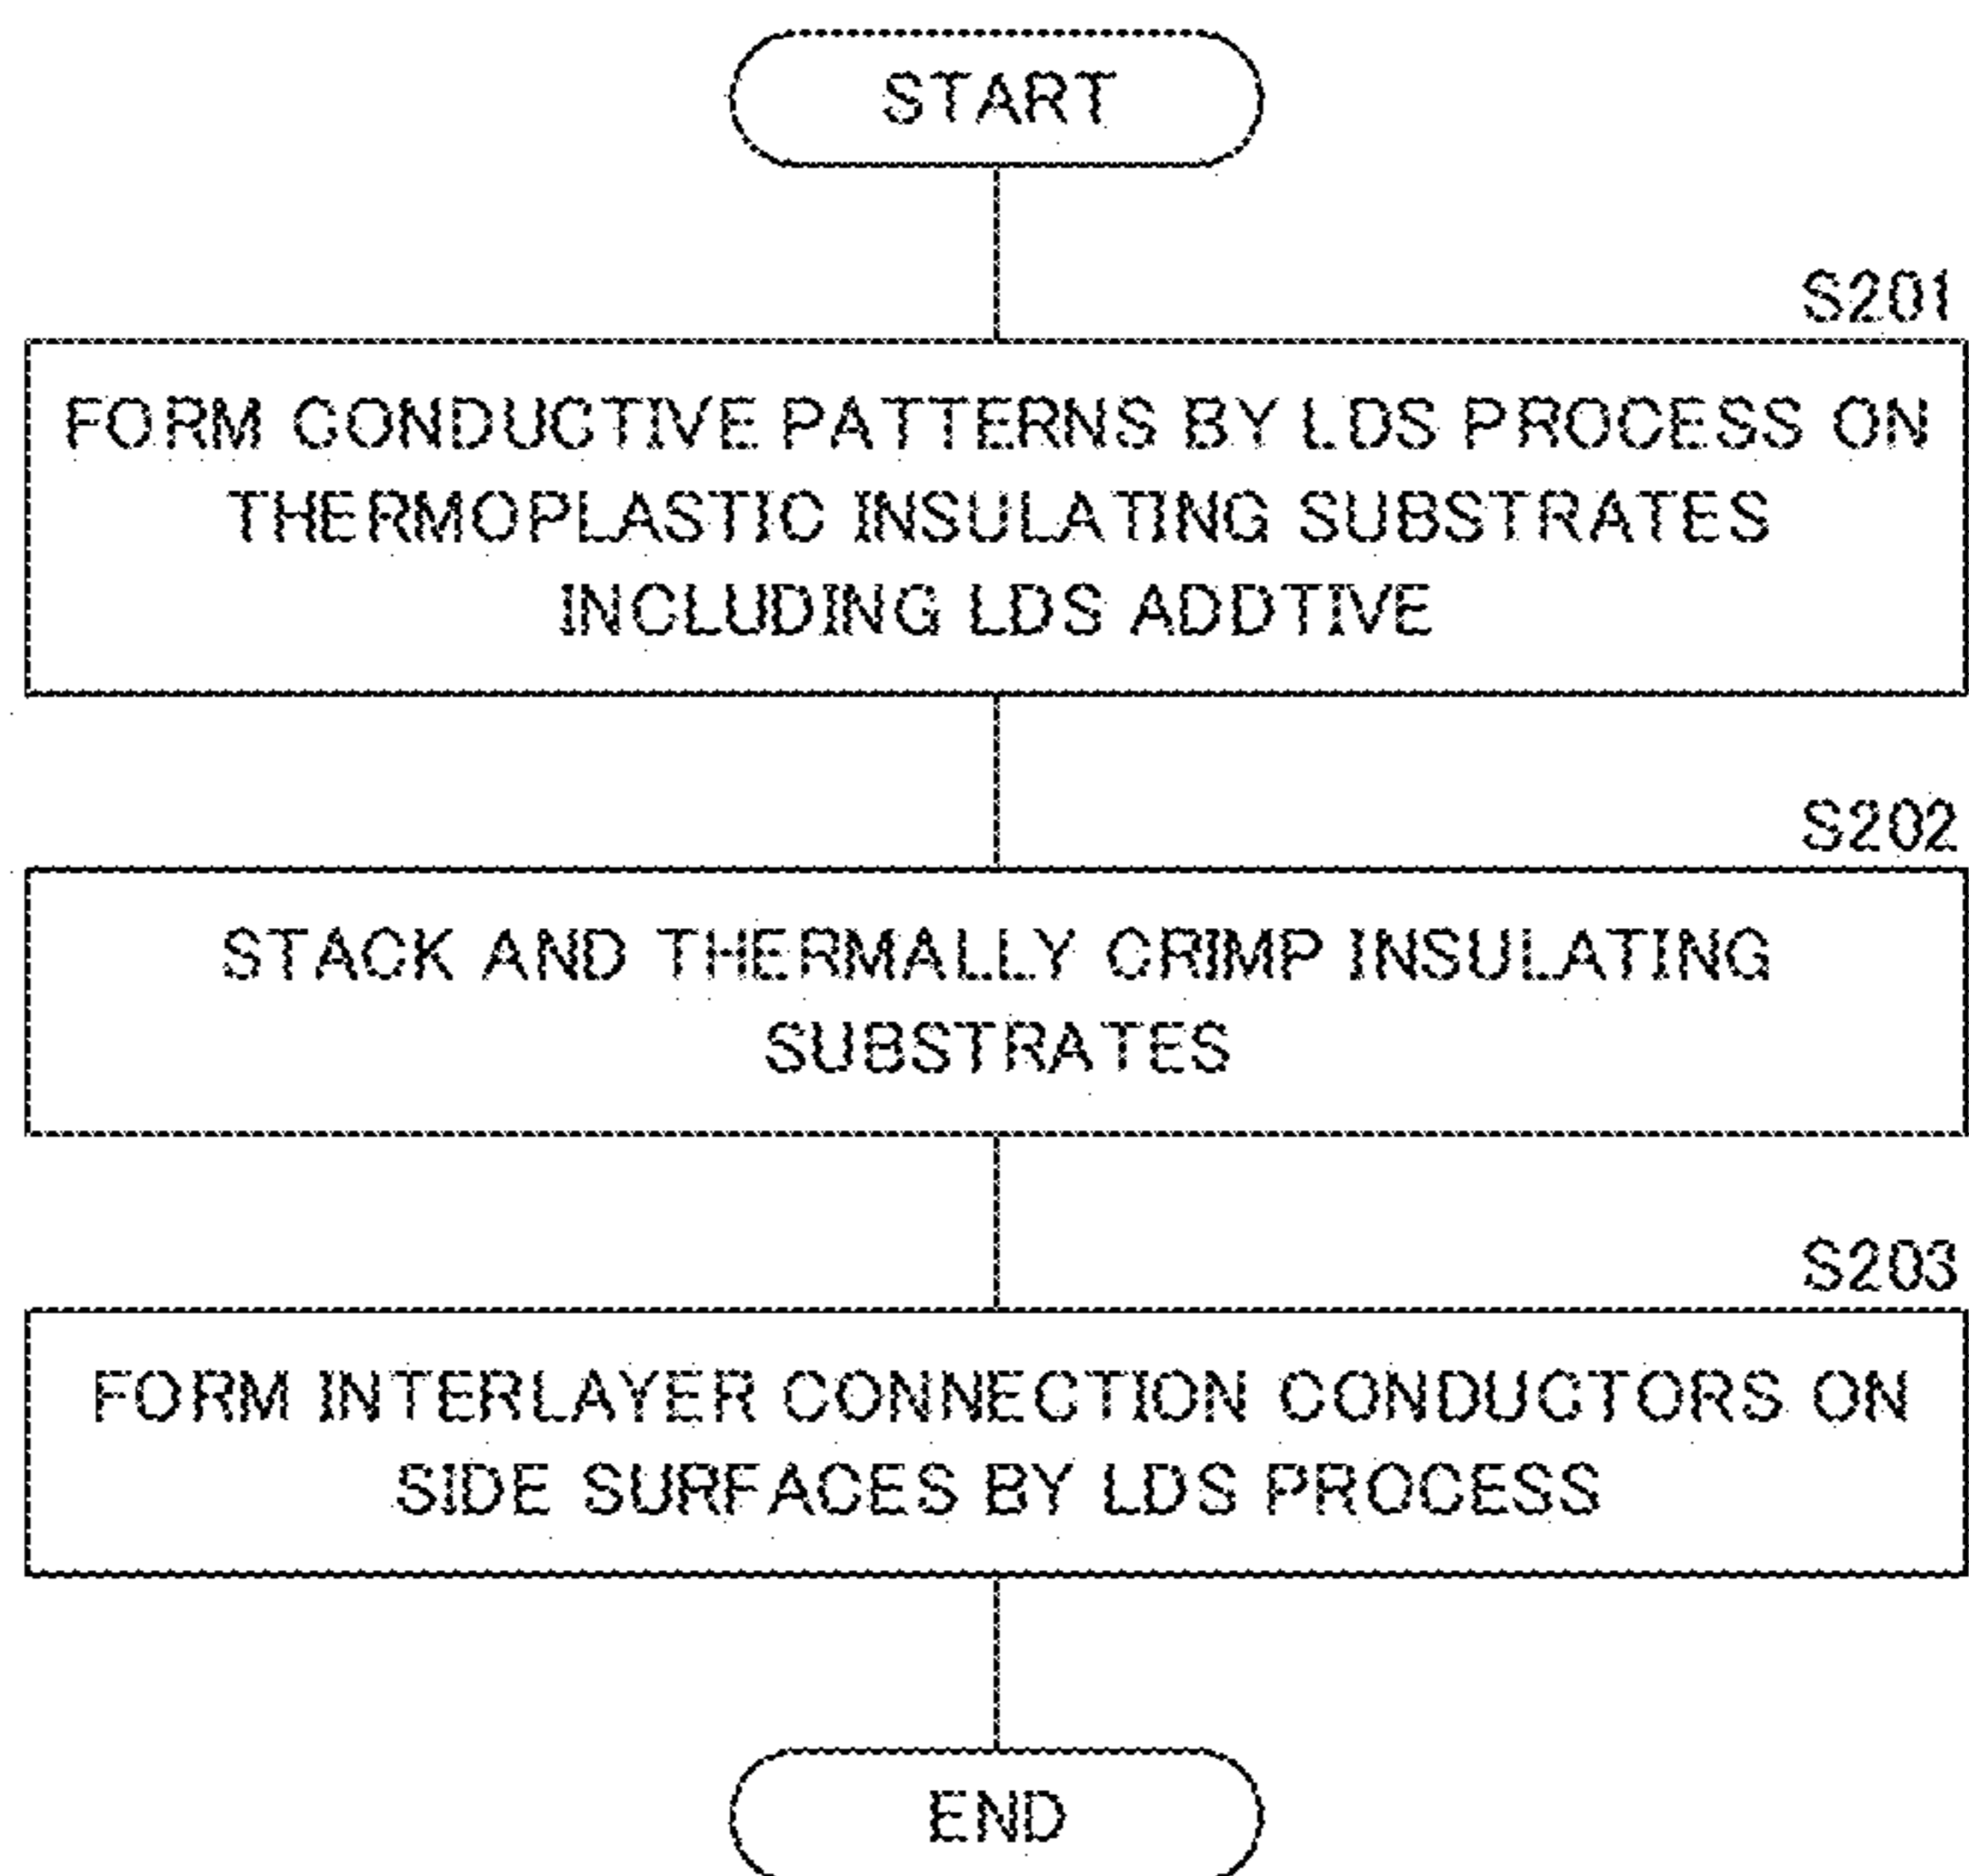 START
S201
FORM CONDUCTIVE PATTERNS BY LDS PROCESS ON
THERMOPLASTIC INSULATING SUBSTRATES
INCLUDING LDS ADDTIVE
S202
STACK AND THERMALLY CRIMP INSULATING
SUBSTRATES
S203
FORM INTERLAYER CONNECTION CONDUCTORS ON
SIDE SURFACES BY LDS PROCESS
END